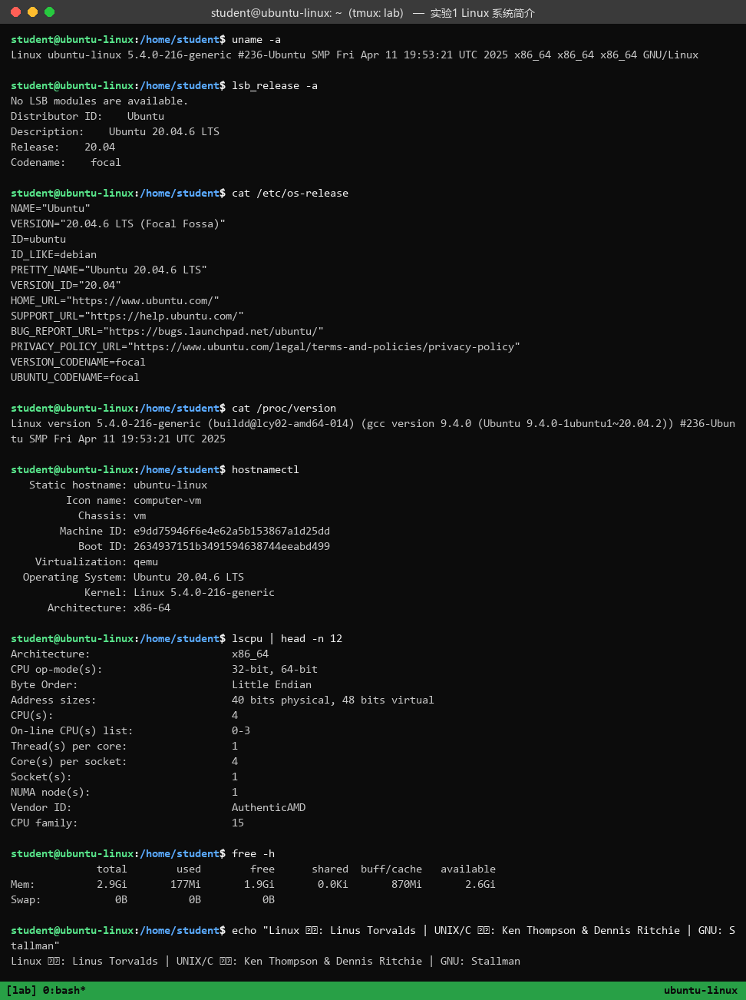 student@ubuntu-linux: ~  (tmux: lab)   —  实验1 Linux 系统简介
student@ubuntu-linux:/home/student$ uname -a
Linux ubuntu-linux 5.4.0-216-generic #236-Ubuntu SMP Fri Apr 11 19:53:21 UTC 2025 x86_64 x86_64 x86_64 GNU/Linux
student@ubuntu-linux:/home/student$ lsb_release -a
No LSB modules are available.
Distributor ID:    Ubuntu
Description:    Ubuntu 20.04.6 LTS
Release:    20.04
Codename:    focal
student@ubuntu-linux:/home/student$ cat /etc/os-release
NAME="Ubuntu"
VERSION="20.04.6 LTS (Focal Fossa)"
ID=ubuntu
ID_LIKE=debian
PRETTY_NAME="Ubuntu 20.04.6 LTS"
VERSION_ID="20.04"
HOME_URL="https://www.ubuntu.com/"
SUPPORT_URL="https://help.ubuntu.com/"
BUG_REPORT_URL="https://bugs.launchpad.net/ubuntu/"
PRIVACY_POLICY_URL="https://www.ubuntu.com/legal/terms-and-policies/privacy-policy"
VERSION_CODENAME=focal
UBUNTU_CODENAME=focal
student@ubuntu-linux:/home/student$ cat /proc/version
Linux version 5.4.0-216-generic (buildd@lcy02-amd64-014) (gcc version 9.4.0 (Ubuntu 9.4.0-1ubuntu1~20.04.2)) #236-Ubun
tu SMP Fri Apr 11 19:53:21 UTC 2025
student@ubuntu-linux:/home/student$ hostnamectl
   Static hostname: ubuntu-linux
         Icon name: computer-vm
           Chassis: vm
        Machine ID: e9dd75946f6e4e62a5b153867a1d25dd
           Boot ID: 2634937151b3491594638744eeabd499
    Virtualization: qemu
  Operating System: Ubuntu 20.04.6 LTS
            Kernel: Linux 5.4.0-216-generic
      Architecture: x86-64
student@ubuntu-linux:/home/student$ lscpu | head -n 12
Architecture:                       x86_64
CPU op-mode(s):                     32-bit, 64-bit
Byte Order:                         Little Endian
Address sizes:                      40 bits physical, 48 bits virtual
CPU(s):                             4
On-line CPU(s) list:                0-3
Thread(s) per core:                 1
Core(s) per socket:                 4
Socket(s):                          1
NUMA node(s):                       1
Vendor ID:                          AuthenticAMD
CPU family:                         15
student@ubuntu-linux:/home/student$ free -h
              total        used        free      shared  buff/cache   available
Mem:          2.9Gi       177Mi       1.9Gi       0.0Ki       870Mi       2.6Gi
Swap:            0B          0B          0B
student@ubuntu-linux:/home/student$ echo "Linux : Linus Torvalds | UNIX/C : Ken Thompson & Dennis Ritchie | GNU: S
tallman"
Linux : Linus Torvalds | UNIX/C : Ken Thompson & Dennis Ritchie | GNU: Stallman
[lab] 0:bash*
ubuntu-linux